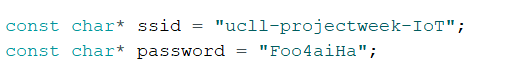 const char* ssid = "ucll-projectweek-IoT";
const char* password = "Foo4aiHa";